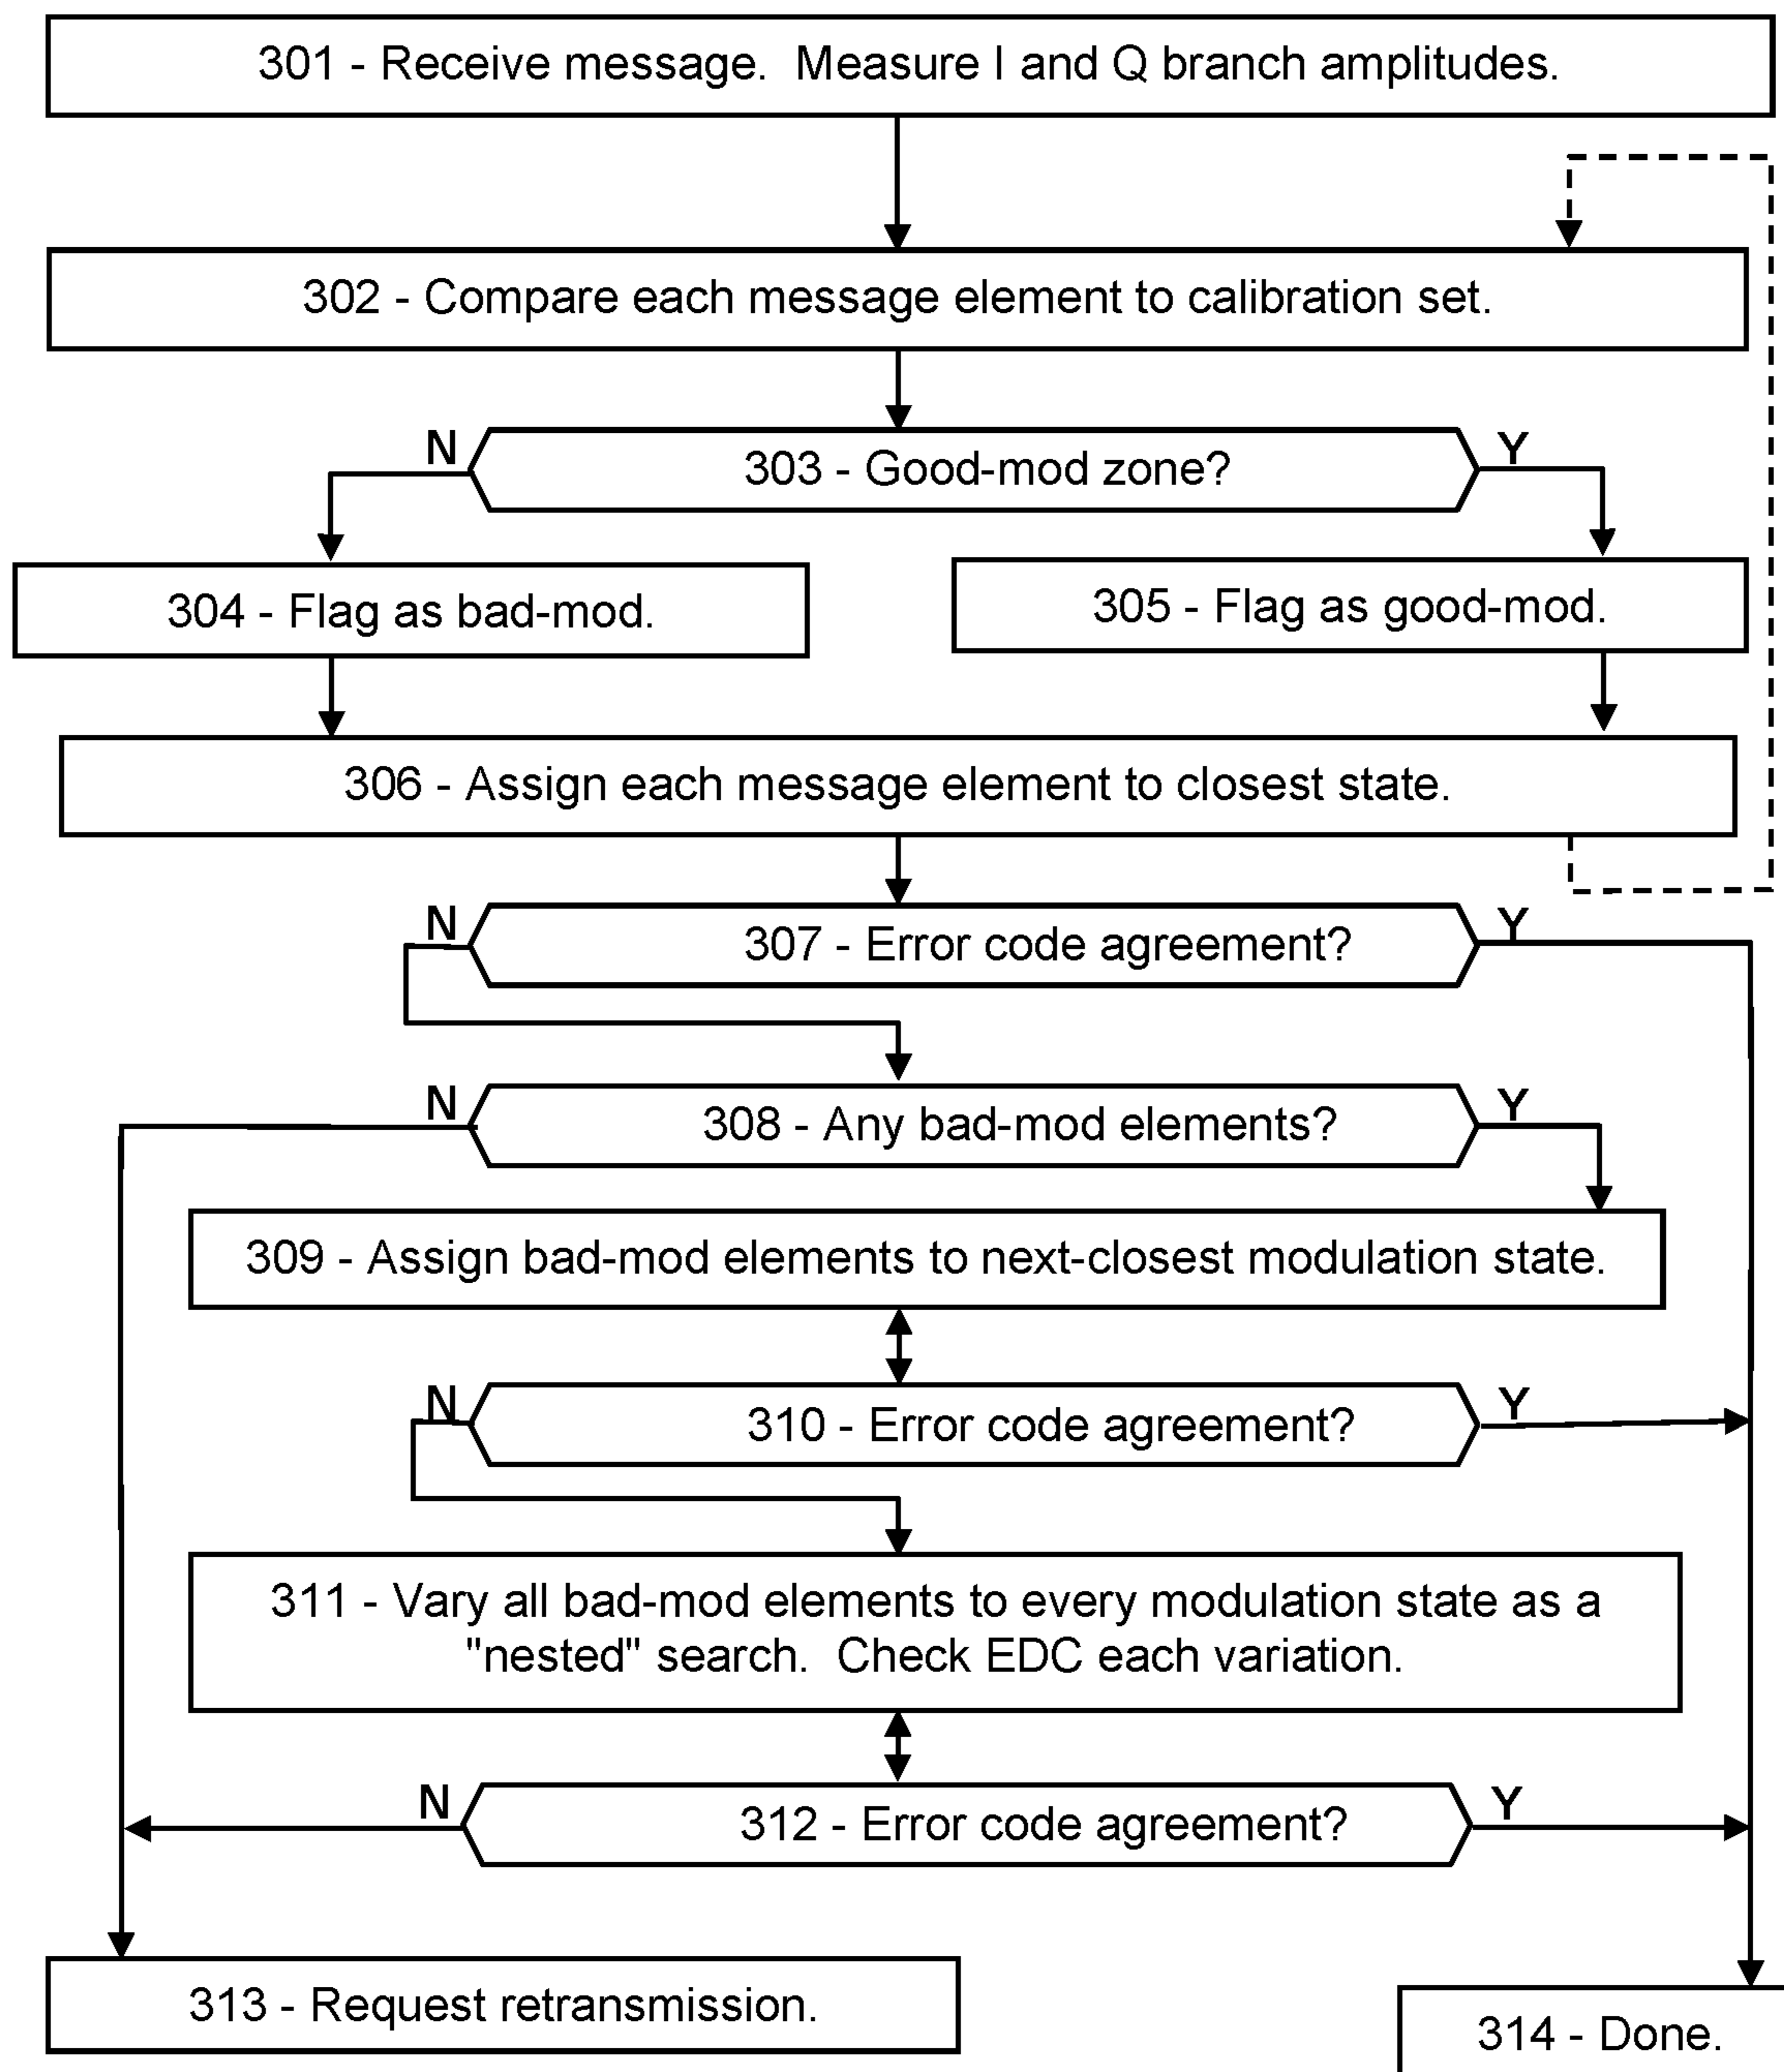 301 - Receive message.  Measure I and Q branch amplitudes.
302 - Compare each message element to calibration set.
N
303 - Good-mod zone?
Y
304 - Flag as bad-mod.
305 - Flag as good-mod.
306 - Assign each message element to closest state.
N
307 - Error code agreement?
Y
N
308 - Any bad-mod elements?
Y
309 - Assign bad-mod elements to next-closest modulation state.
N
310 - Error code agreement?
Y
311 - Vary all bad-mod elements to every modulation state as a
"nested" search.  Check EDC each variation.
N
312 - Error code agreement?
Y
313 - Request retransmission.
314 - Done.